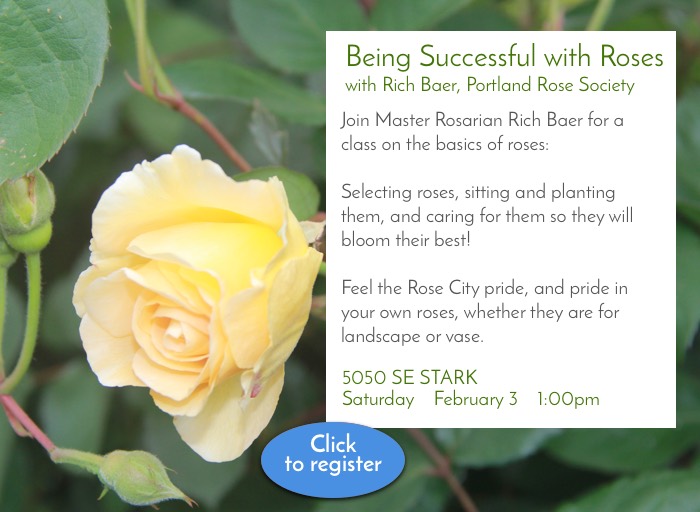 Being Successful with Roses
with Rich Baer, Portland Rose Society
Join Master Rosarian Rich Baer for a
class on the basics of roses:
Selecting roses, sitting and planting
them, and caring for them so they will
bloom their best!
Feel the Rose City pride, and pride in
your own roses, whether they are for
landscape or vase.
5050 SE STARK
Saturday February 3 1:00pm
Click
to register